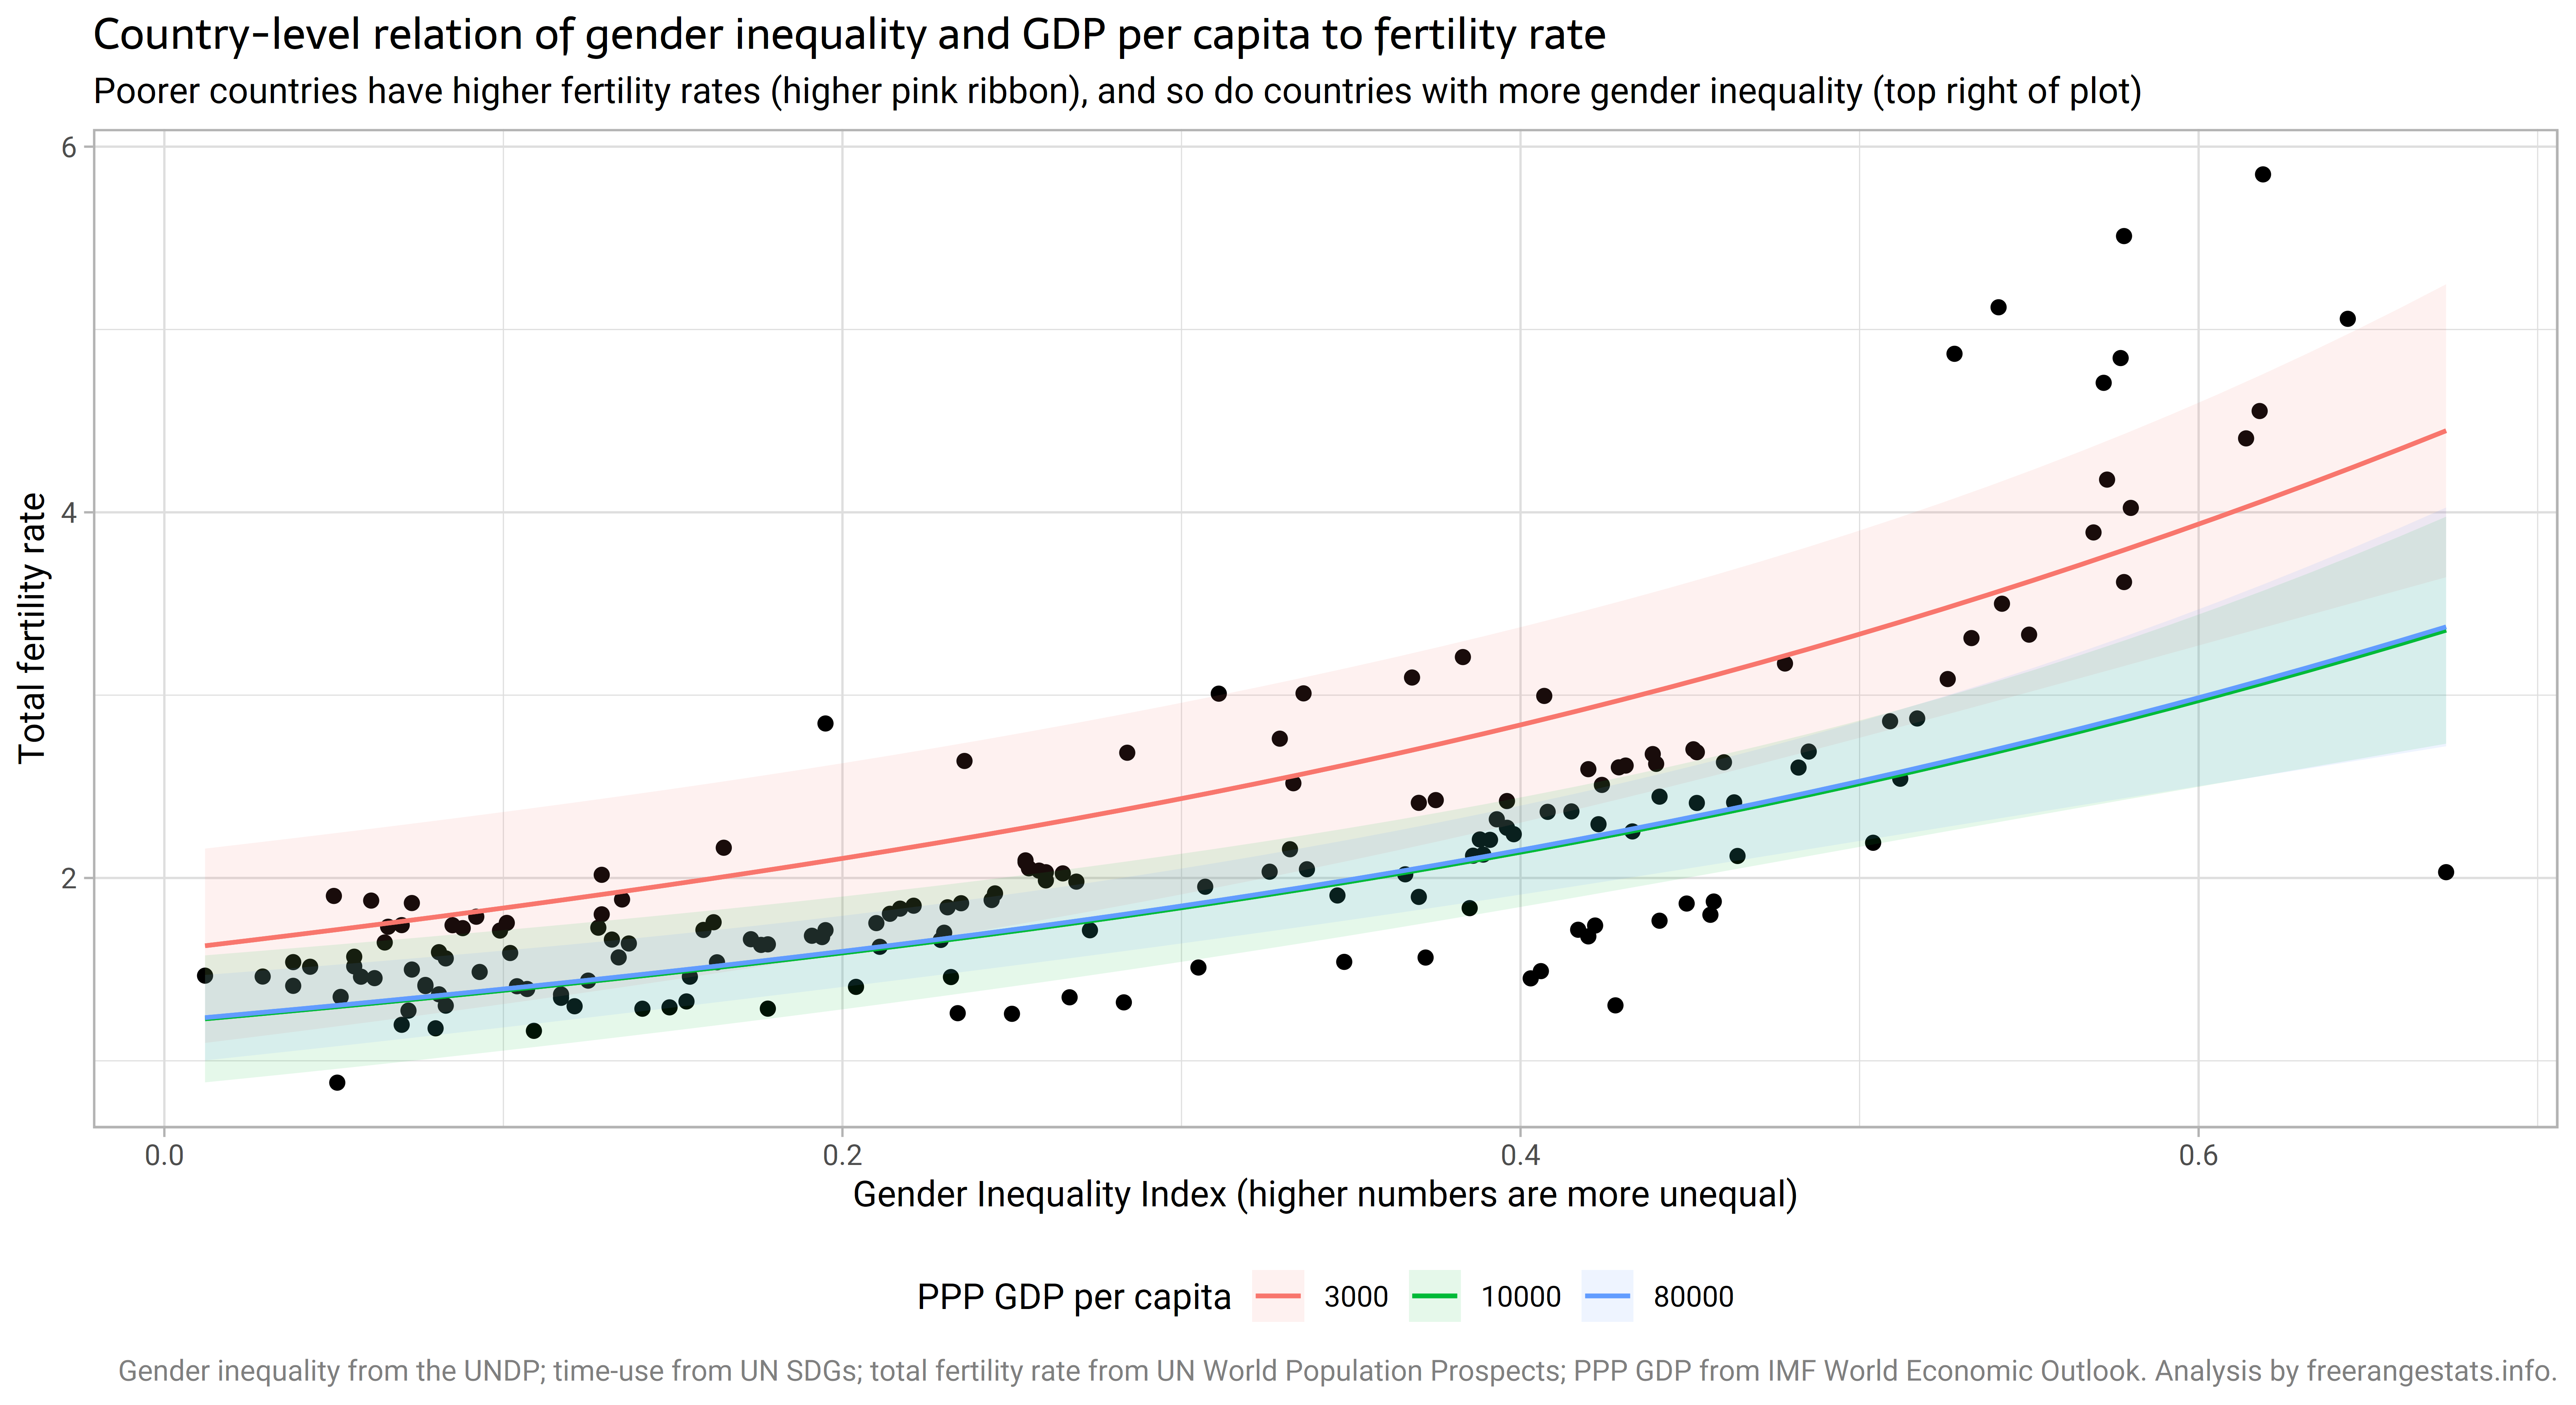 Country-level relation of gender inequality and GDP per capita to fertility rate
Poorer countries have higher fertility rates (higher pink ribbon), and so do countries with more gender inequality (top right of plot)
6
4
2
Total fertility rate
0.0 0.2 0.4 0.6
Gender Inequality Index (higher numbers are more unequal)
PPP GDP per capita 3000 10000 80000
Gender inequality from the UNDP; time-use from UN SDGs; total fertility rate from UN World Population Prospects; PPP GDP from IMF World Economic Outlook. Analysis by freerangestats.info.